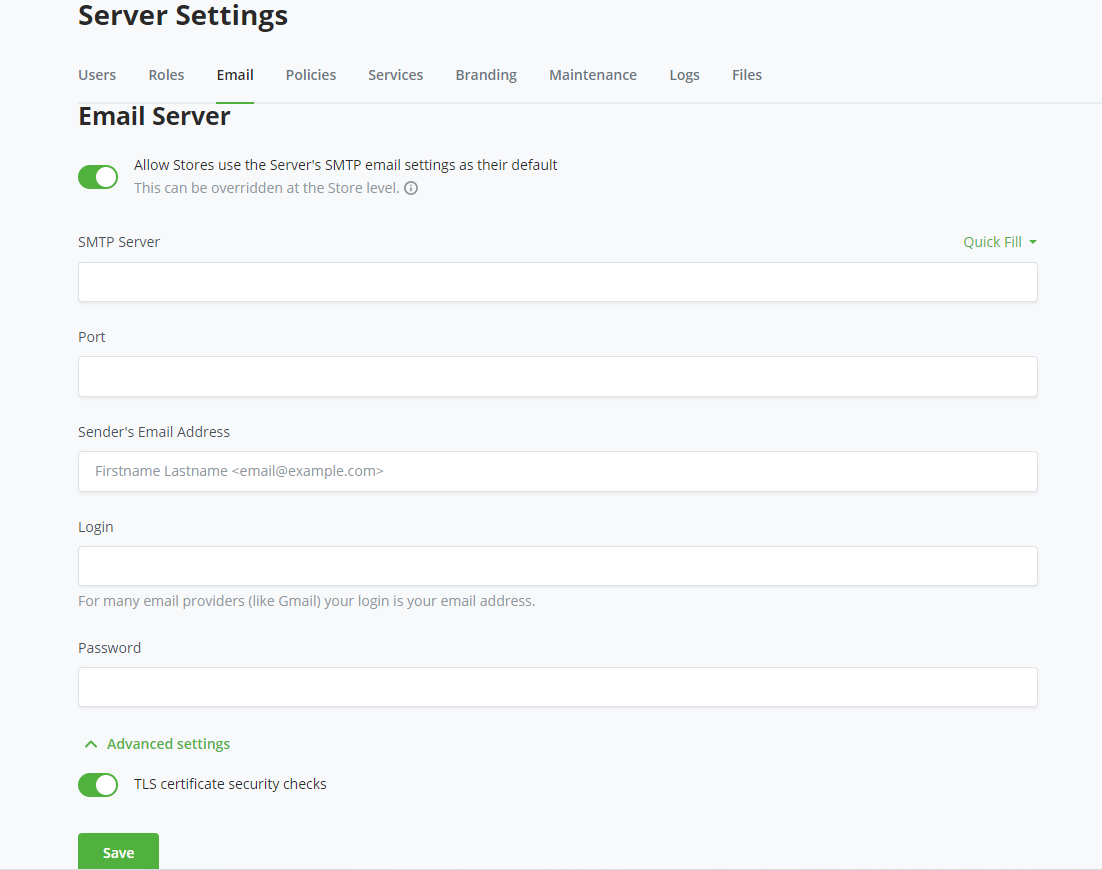 Server Settings
Users Roles Email Policies Services Branding Maintenance Logs Files
Email Server
Allow Stores use the Server's SMTP email settings as their default
This can be overridden at the Store level.
SMTP Server Quick Fill
Port
Sender's Email Address
Firstname Lastname <email@example.com>
Login
For many email providers (like Gmail) your login is your email address.
Password
Advanced settings
TLS certificate security checks
Save